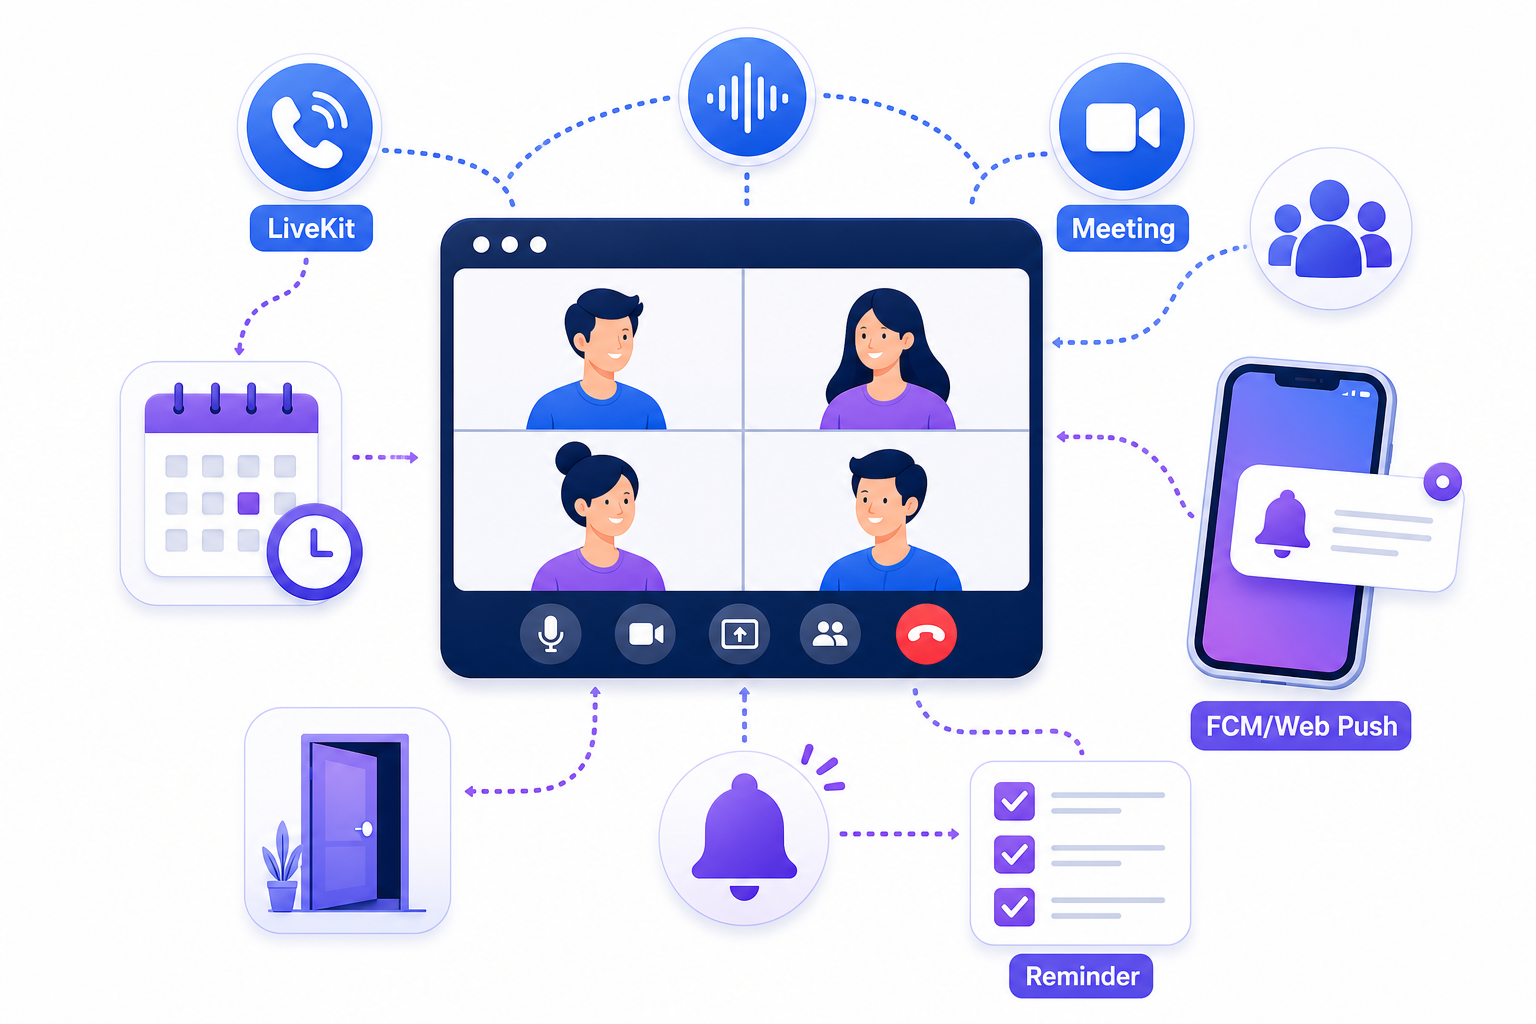 LiveKit
Meeting
FCM/Web Push
Reminder